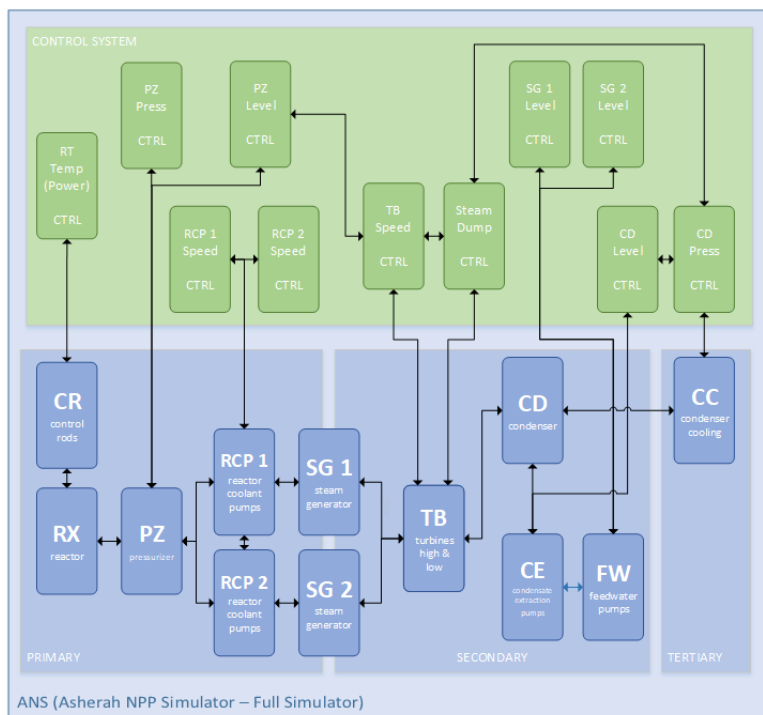 CONTROL SYSTEM
PZ
Press
CTRL
PZ
Level
CTRL
SG 1
Level
CTRL
SG 2
Level
CTRL
RT
Temp
(Power)
CTRL
RCP 1
Speed
CTRL
RCP 2
Speed
CTRL
TB
Speed
CTRL
Steam
Dump
CTRL
CD
Level
CTRL
CD
Press
CTRL
CR
control
rods
RX
reactor
PZ
pressurizer
RCP 1
reactor
coolant
pumps
RCP 2
reactor
coolant
pumps
SG 1
steam
generator
SG 2
steam
generator
TB
turbines
high &
low
CD
condenser
CE
condensate
extraction
pumps
FW
feedwater
pumps
CC
condenser
cooling
PRIMARY
SECONDARY
TERTIARY
ANS (Asherah NPP Simulator – Full Simulator)